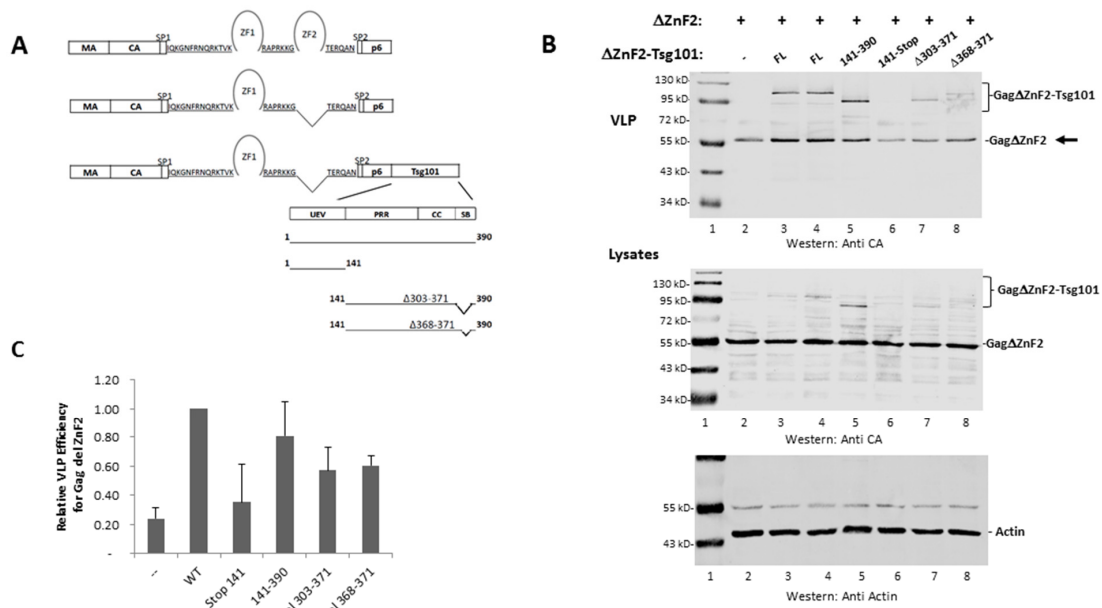 A
SP1
ZF1
ZF2
SP2
MA CA IQKGNFRNQRKTVK RAPRKKG TERQAN p6
ZF1
SP1
SP2
MA CA IQKGNFRNQRKTVK RAPRKKG TERQAN p6
ZF1
SP1
SP2
MA CA IQKGNFRNQRKTVK RAPRKKG TERQAN p6 Tsg101
UEV PRR CC SB
1 390
1 141
141 Δ303-371 390
141 Δ368-371 390
B
ΔZnF2: + + + + + + +
ΔZnF2-Tsg101: - FL FL 141-390 141-Stop Δ303-371 Δ368-371
VLP
130 kD-
95 kD-
72 kD-
55 kD-
43 kD-
34 kD-
-GagΔZnF2-Tsg101
-GagΔZnF2
1 2 3 4 5 6 7 8
Western: Anti CA
Lysates
130 kD-
95 kD-
72 kD-
55 kD-
43 kD-
34 kD-
GagΔZnF2-Tsg101
-GagΔZnF2
1 2 3 4 5 6 7 8
Western: Anti CA
55 kD-
43 kD-
- Actin
1 2 3 4 5 6 7 8
Western: Anti Actin
C
Relative VLP Efficiency
for Gag del ZnF2
1.20
1.00
0.80
0.60
0.40
0.20
-
-- WT Stop 141 141-390 303-371 368-371